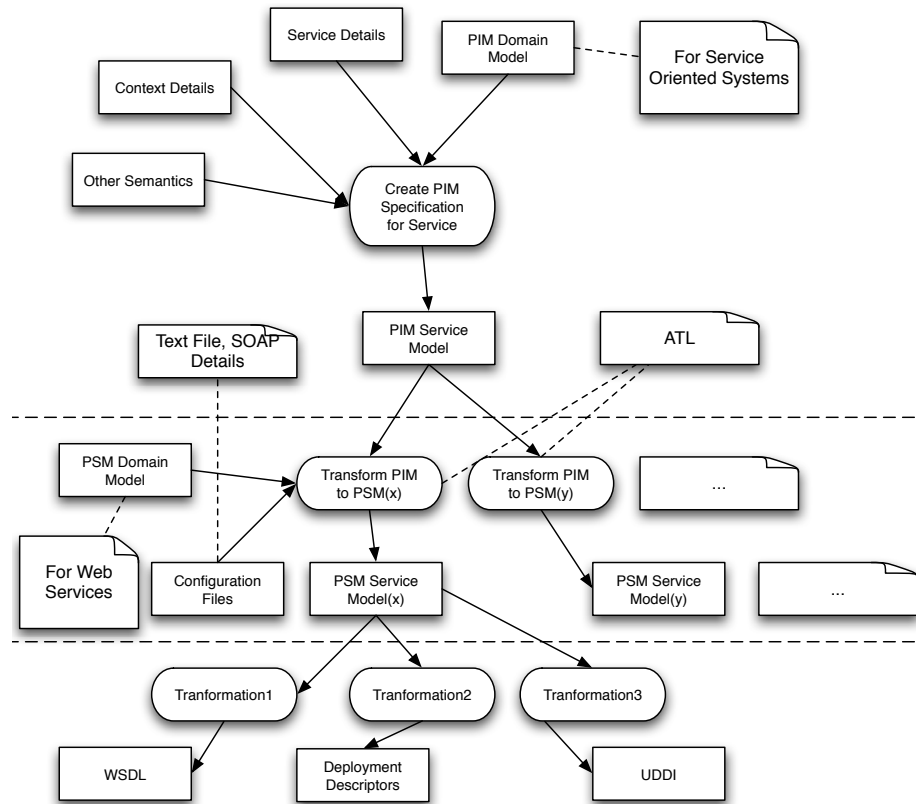 Service Details
PIM Domain
Model
For Service
Oriented Systems
Context Details
Other Semantics
Create PIM
Specification
for Service
Text File, SOAP
Details
PIM Service
Model
ATL
PSM Domain
Model
Transform PIM
to PSM(x)
Transform PIM
to PSM(y)
...
For Web
Services
Configuration
Files
PSM Service
Model(x)
PSM Service
Model(y)
...
Tranformation1
Tranformation2
Tranformation3
WSDL
Deployment
Descriptors
UDDI